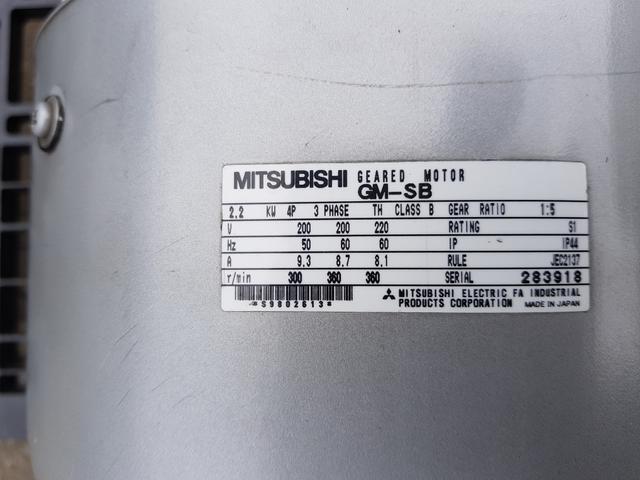 MITSUBISHI GEARED MOTOR
GM-SB
2.2 KW 4P 3 PHASE TH CLASS B GEAR RATIO 1:5
V 200 200 220 RATING S1
Hz 50 60 60 IP IP44
A 9.3 8.7 8.1 RULE JEC2137
r/min 300 360 360 SERIAL 283918
*S9802613* MITSUBISHI ELECTRIC FA INDUSTRIAL
PRODUCTS CORPORATION MADE IN JAPAN